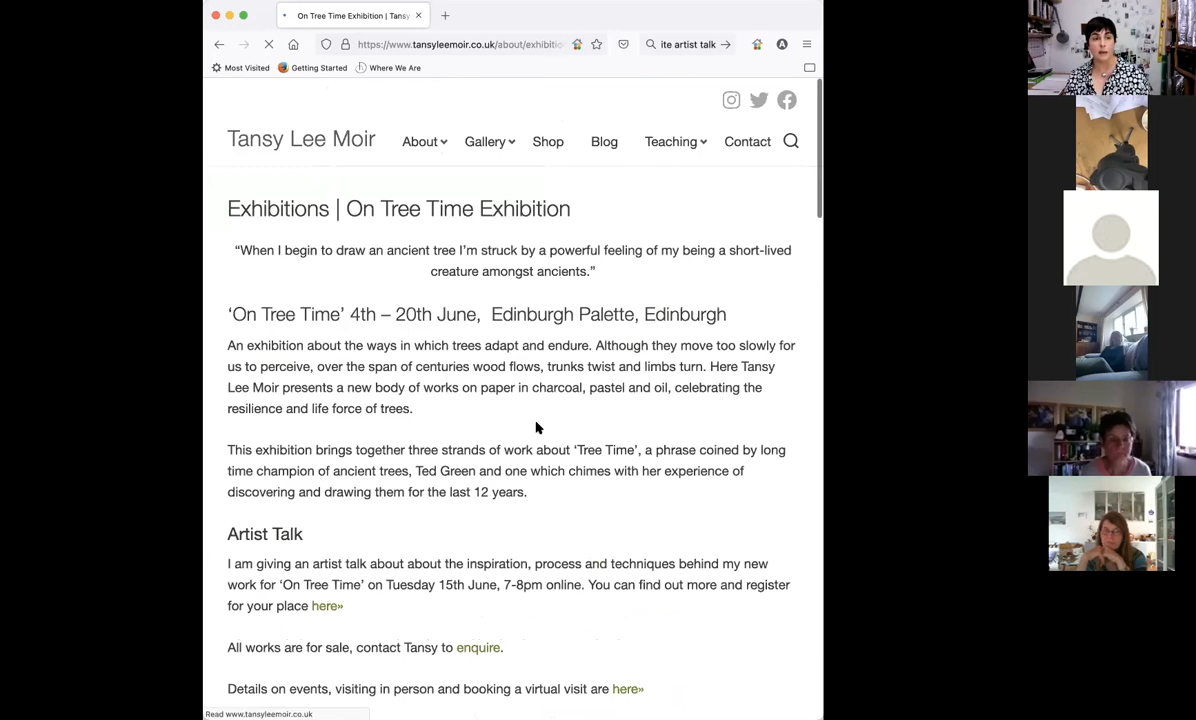 On Tree Time Exhibition | Tansy
https://www.tansyleemoir.co.uk/about/exhibitio
ite artist talk
A
Most Visited
Getting Started
Where We Are
Tansy Lee Moir
About
Gallery
Shop
Blog
Teaching
Contact
Exhibitions | On Tree Time Exhibition
“When I begin to draw an ancient tree I’m struck by a powerful feeling of my being a short-lived
creature amongst ancients.”
‘On Tree Time’ 4th – 20th June, Edinburgh Palette, Edinburgh
An exhibition about the ways in which trees adapt and endure. Although they move too slowly for
us to perceive, over the span of centuries wood flows, trunks twist and limbs turn. Here Tansy
Lee Moir presents a new body of works on paper in charcoal, pastel and oil, celebrating the
resilience and life force of trees.
This exhibition brings together three strands of work about ‘Tree Time’, a phrase coined by long
time champion of ancient trees, Ted Green and one which chimes with her experience of
discovering and drawing them for the last 12 years.
Artist Talk
I am giving an artist talk about about the inspiration, process and techniques behind my new
work for ‘On Tree Time’ on Tuesday 15th June, 7-8pm online. You can find out more and register
for your place here»
All works are for sale, contact Tansy to enquire.
Details on events, visiting in person and booking a virtual visit are here»
Read www.tansyleemoir.co.uk